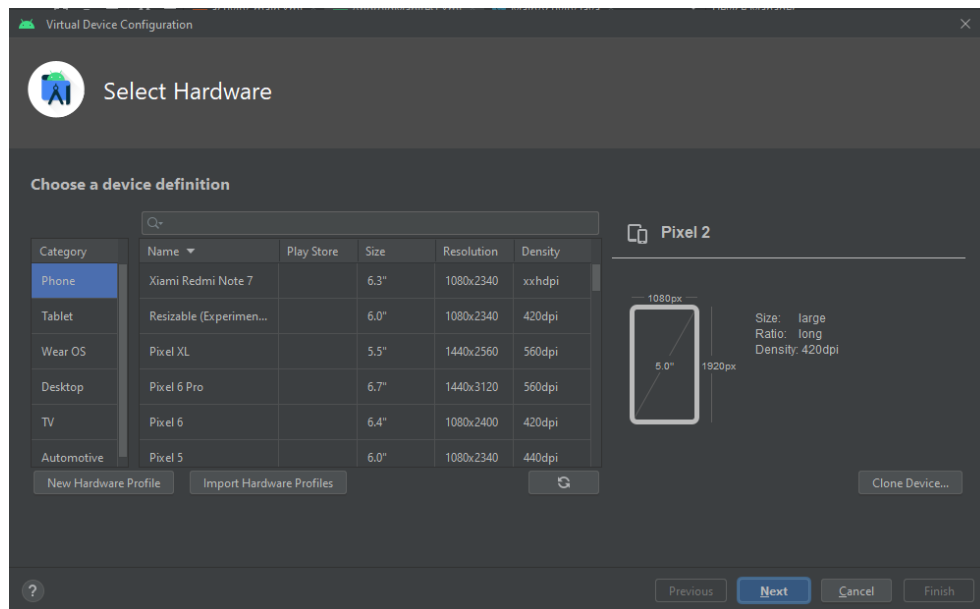 Virtual Device Configuration
Select Hardware
Choose a device definition
Category
Phone
Tablet
Wear OS
Desktop
TV
Automotive
Name Play Store Size Resolution Density
Xiami Redmi Note 7 6.3" 1080x2340 xxhdpi
Resizable (Experimen... 6.0" 1080x2340 420dpi
Pixel XL 5.5" 1440x2560 560dpi
Pixel 6 Pro 6.7" 1440x3120 560dpi
Pixel 6 6.4" 1080x2400 420dpi
Pixel 5 6.0" 1080x2340 440dpi
New Hardware Profile Import Hardware Profiles
Pixel 2
1080px
5.0"
1920px
Size: large
Ratio: long
Density: 420dpi
Clone Device...
? Previous Next Cancel Finish